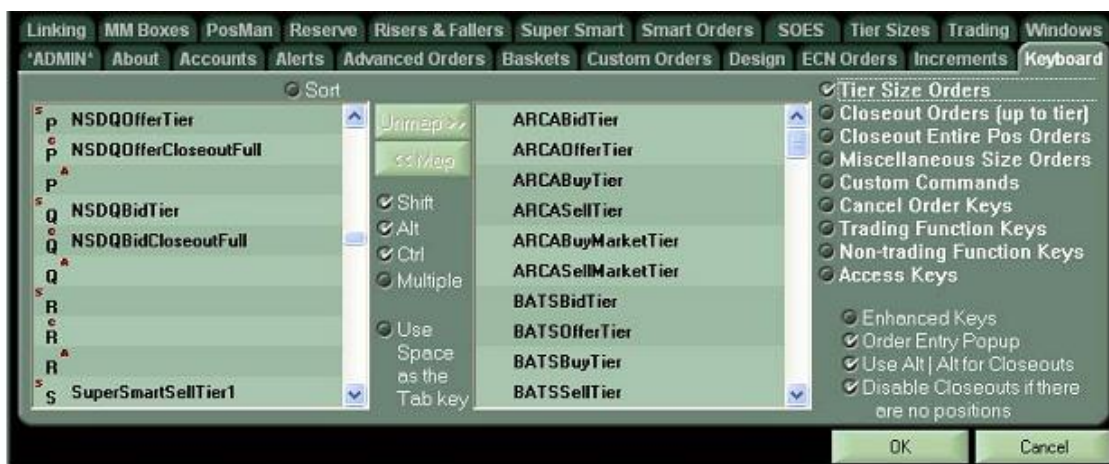 Linking MM Boxes PosMan Reserve Risers & Fallers Super Smart Smart Orders SOES Tier Sizes Trading Windows
*ADMIN* About Accounts Alerts Advanced Orders Baskets Custom Orders Design ECN Orders Increments Keyboard
Sort
S P NSDQOfferTier
C P NSDQOfferCloseoutFull
P A
S Q NSDQBidTier
C Q NSDQBidCloseoutFull
Q A
S R
C R
R A
S S SuperSmartSellTier1
Unmap >>
<< Map
Shift
Alt
Ctrl
Multiple
Use
Space
as the
Tab key
ARCABidTier
ARCAOfferTier
ARCABuyTier
ARCASellTier
ARCABuyMarketTier
ARCASellMarketTier
BATSBidTier
BATSOfferTier
BATSBuyTier
BATSSellTier
Tier Size Orders
Closeout Orders (up to tier)
Closeout Entire Pos Orders
Miscellaneous Size Orders
Custom Commands
Cancel Order Keys
Trading Function Keys
Non-trading Function Keys
Access Keys
Enhanced Keys
Order Entry Popup
Use Alt | Alt for Closeouts
Disable Closeouts if there
are no positions
OK Cancel